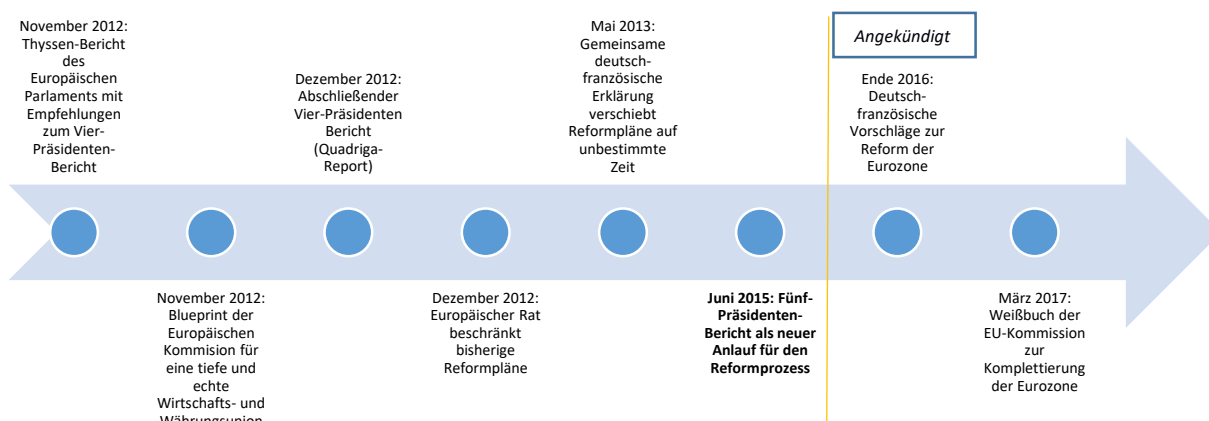 November 2012:
Thyssen-Bericht
des
Europäischen
Parlaments mit
Empfehlungen
zum Vier-
Präsidenten-
Bericht
November 2012:
Blueprint der
Europäischen
Kommision für
eine tiefe und
echte
Wirtschafts- und
Währungsunion
Dezember 2012:
Abschließender
Vier-Präsidenten
Bericht
(Quadriga-
Report)
Dezember 2012:
Europäischer Rat
beschränkt
bisherige
Reformpläne
Mai 2013:
Gemeinsame
deutsch-
französische
Erklärung
verschiebt
Reformpläne auf
unbestimmte
Zeit
Juni 2015: Fünf-
Präsidenten-
Bericht als neuer
Anlauf für den
Reformprozess
Angekündigt
Ende 2016:
Deutsch-
französische
Vorschläge zur
Reform der
Eurozone
März 2017:
Weißbuch der
EU-Kommission
zur
Komplettierung
der Eurozone